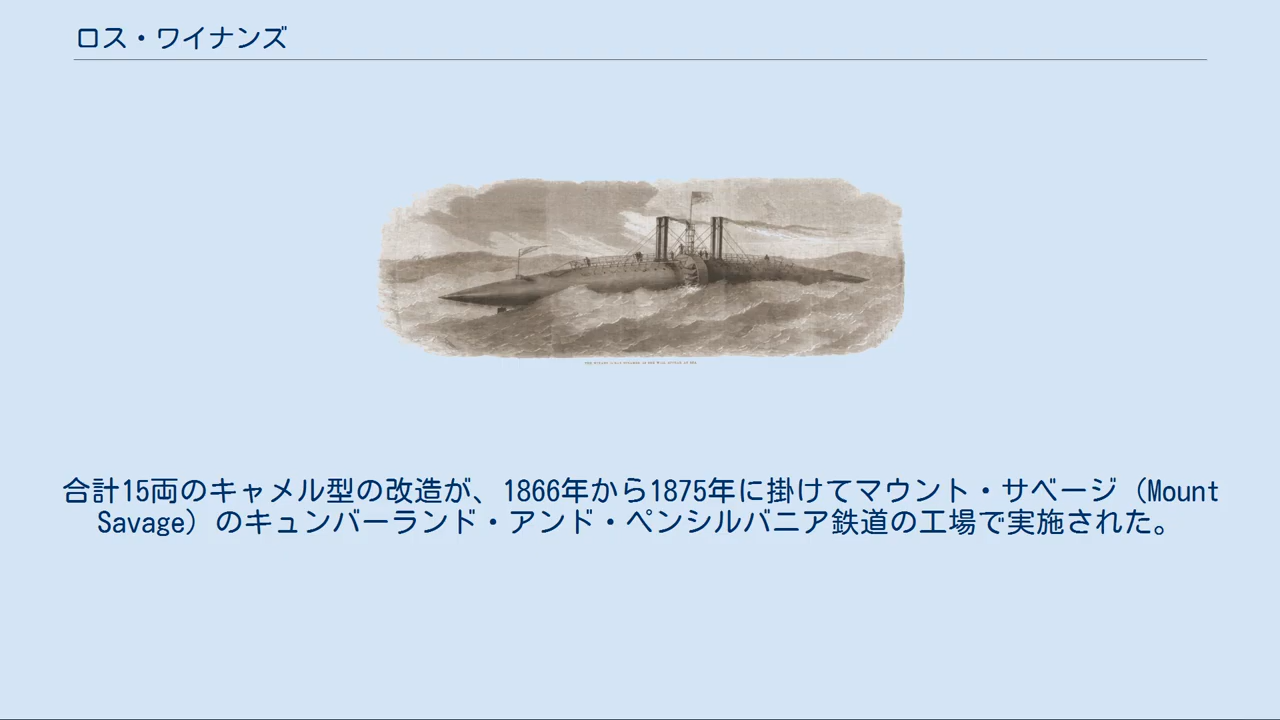 ロス・ワイナンズ
合計15両のキャメル型の改造が、1866年から1875年に掛けてマウント・サベージ（Mount
Savage）のキュンバーランド・アンド・ペンシルバニア鉄道の工場で実施された。